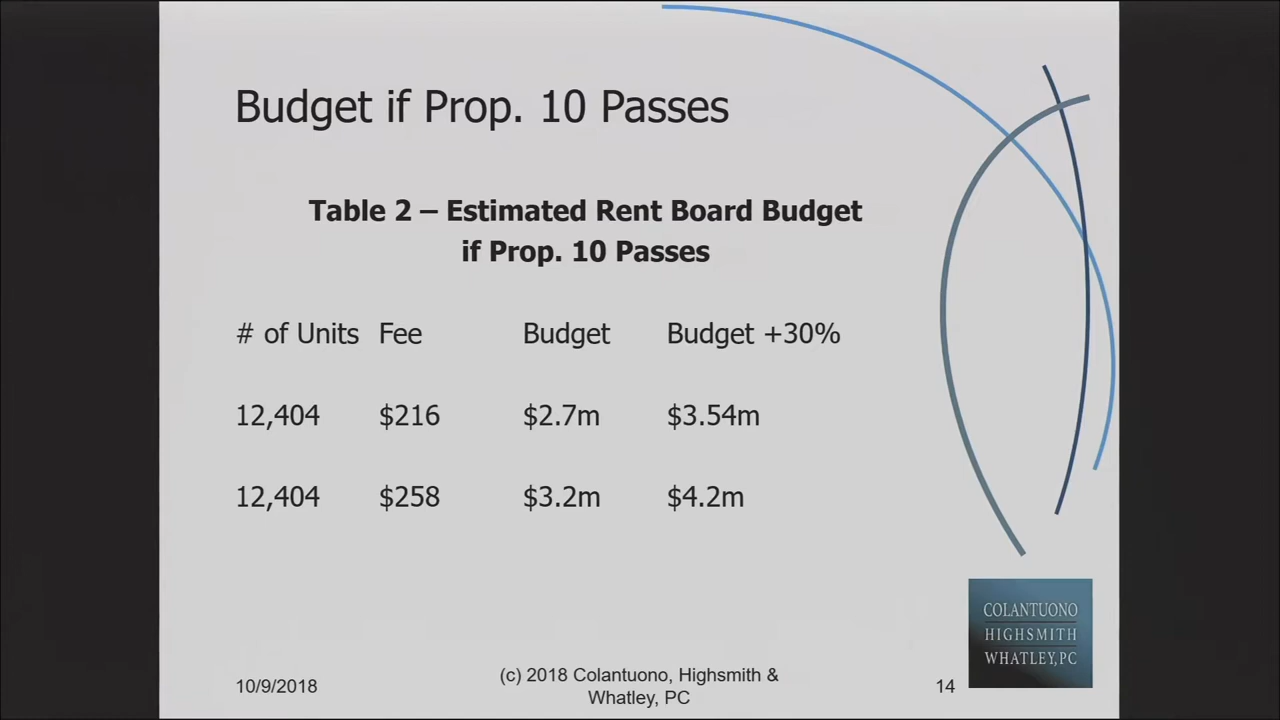 Budget if Prop. 10 Passes
Table 2 – Estimated Rent Board Budget
if Prop. 10 Passes
# of Units Fee Budget Budget +30%
12,404 $216 $2.7m $3.54m
12,404 $258 $3.2m $4.2m
COLANTUONO
HIGHSMITH
WHATLEY, PC
10/9/2018
(c) 2018 Colantuono, Highsmith &
Whatley, PC
14